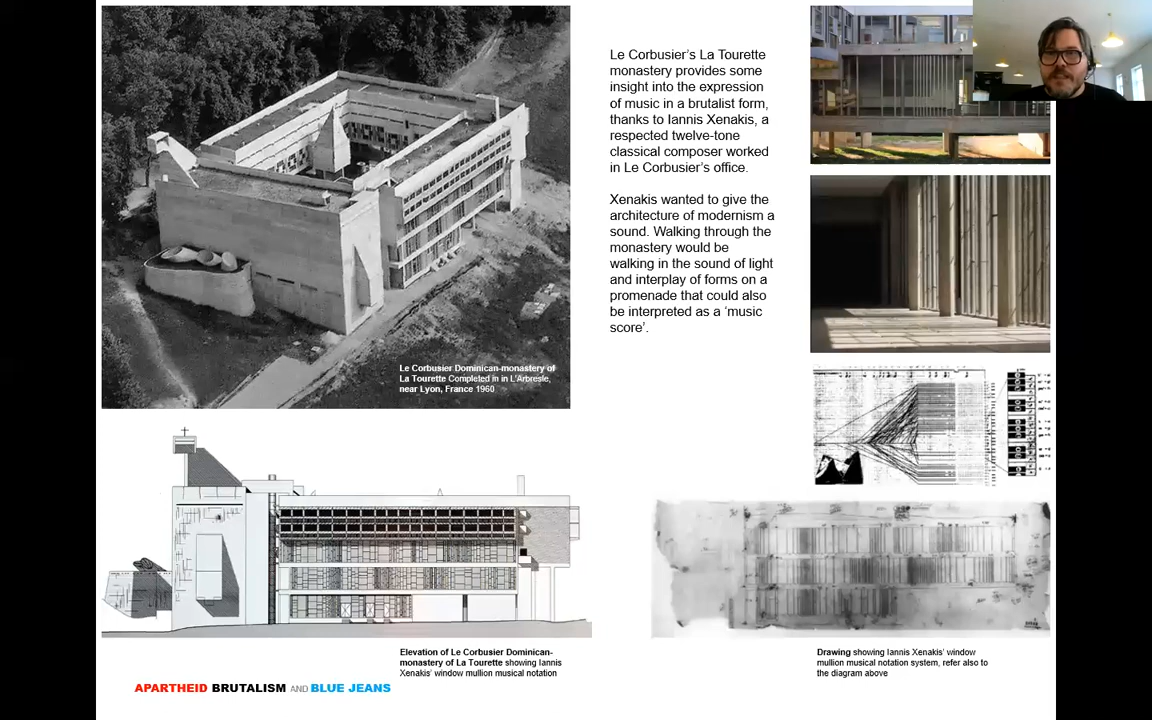 Le Corbusier's La Tourette
monastery provides some
insight into the expression
of music in a brutalist form,
thanks to Iannis Xenakis, a
respected twelve-tone
classical composer worked
in Le Corbusier's office.
Xenakis wanted to give the
architecture of modernism a
sound. Walking through the
monastery would be
walking in the sound of light
and interplay of forms on a
promenade that could also
be interpreted as a 'music
score'.
Le Corbusier Dominican-monastery of
La Tourette Completed in in L'Arbresle,
near Lyon, France 1960
Elevation of Le Corbusier Dominican-
monastery of La Tourette showing Iannis
Xenakis' window mullion musical notation
Drawing showing Iannis Xenakis' window
mullion musical notation system, refer also to
the diagram above
APARTHEID BRUTALISM AND BLUE JEANS